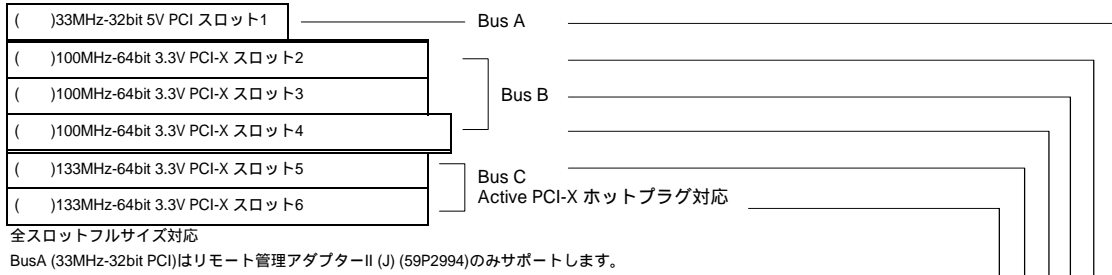 (　　)33MHz-32bit 5V PCI スロット1
Bus A
(　　)100MHz-64bit 3.3V PCI-X スロット2
(　　)100MHz-64bit 3.3V PCI-X スロット3
Bus B
(　　)100MHz-64bit 3.3V PCI-X スロット4
(　　)133MHz-64bit 3.3V PCI-X スロット5
Bus C
Active PCI-X ホットプラグ対応
(　　)133MHz-64bit 3.3V PCI-X スロット6
全スロットフルサイズ対応
BusA (33MHz-32bit PCI)はリモート管理アダプターII (J) (59P2994)のみサポートします。